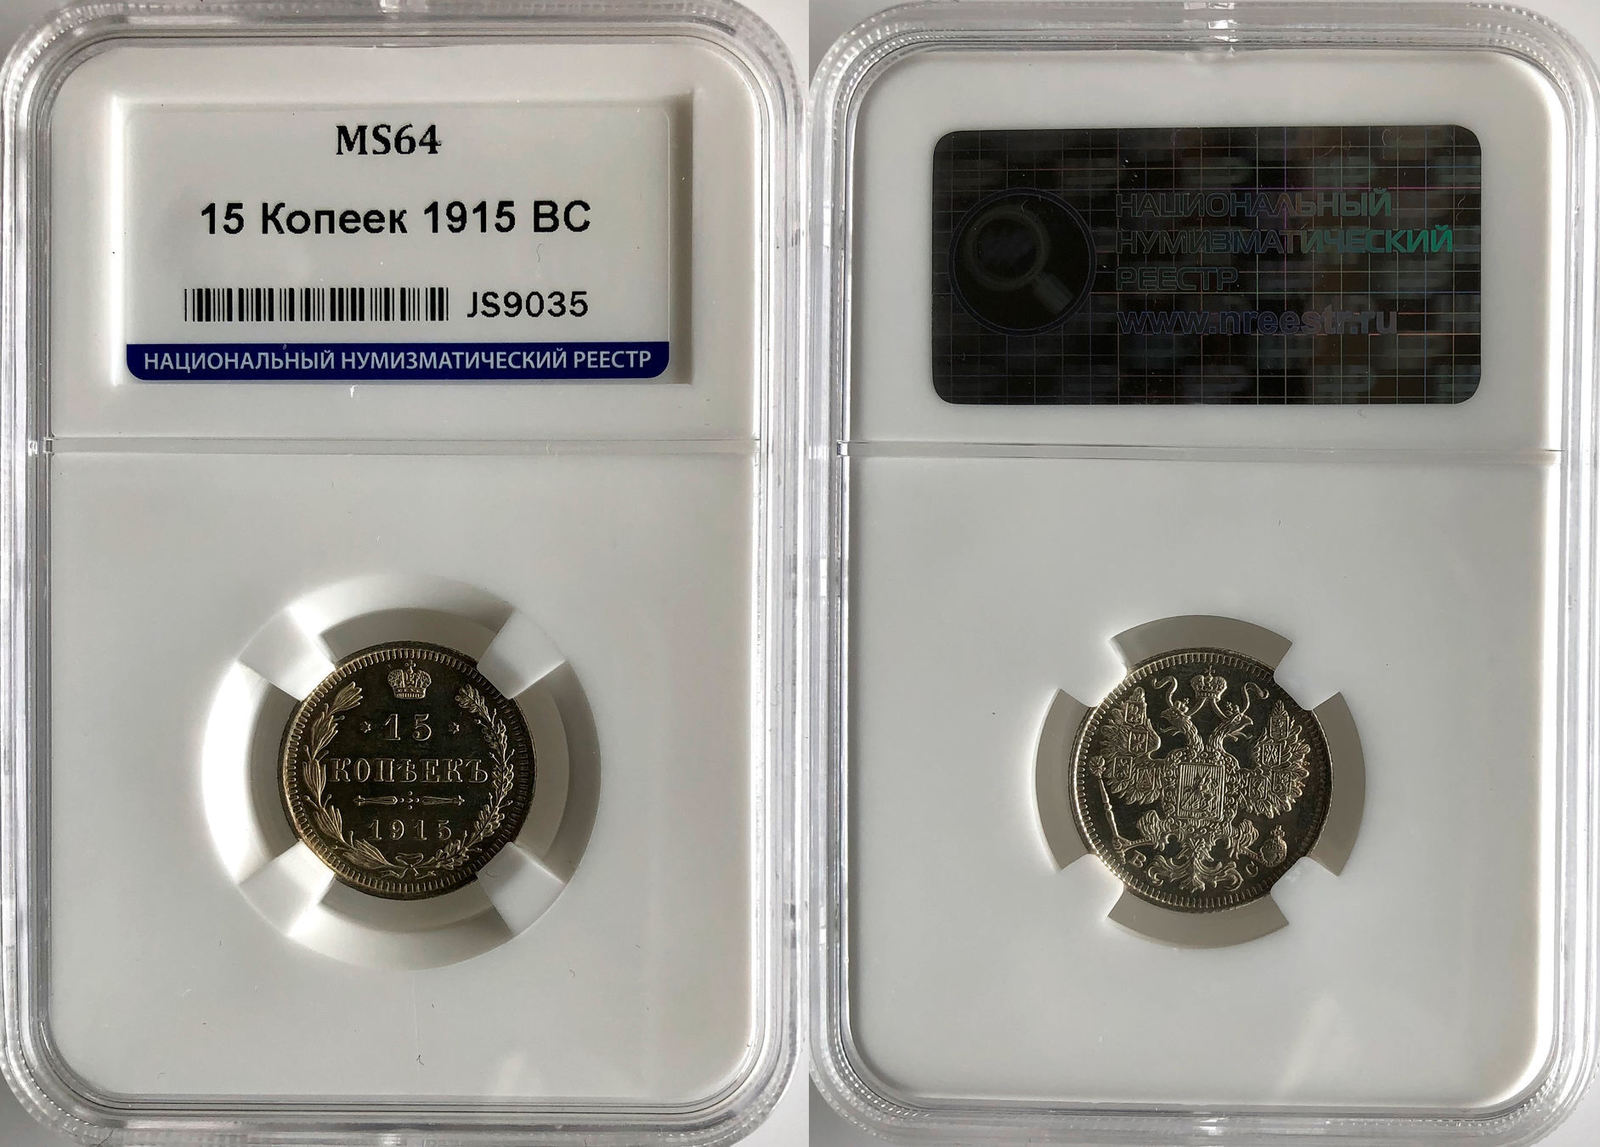 MS64
15 Копеек 1915 ВС
JS9035
НАЦИОНАЛЬНЫЙ НУМИЗМАТИЧЕСКИЙ РЕЕСТР
15
КОПѢЕКЪ
1915
НАЦИОНАЛЬНЫЙ
НУМИЗМАТИЧЕСКИЙ
РЕЕСТР
www.nreestr.ru
В С